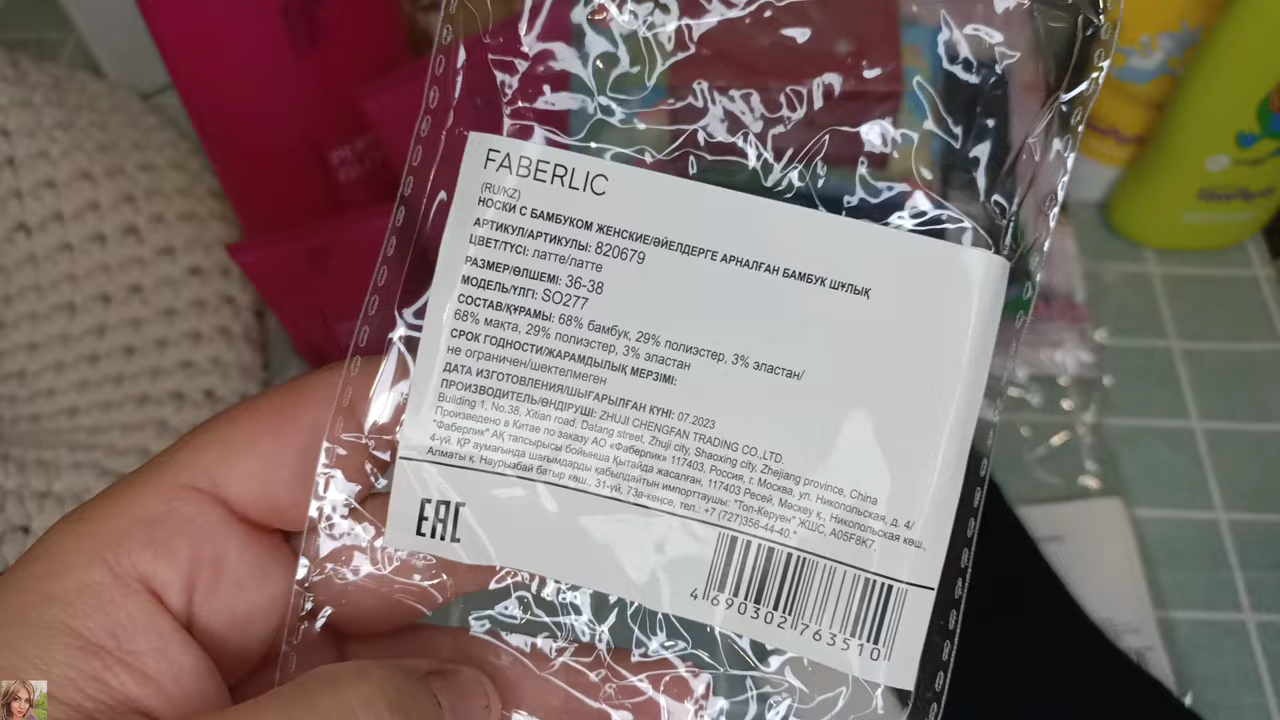 FABERLIC
(RU/KZ)
НОСКИ С БАМБУКОМ ЖЕНСКИЕ/ӘЙЕЛДЕРГЕ АРНАЛҒАН БАМБУК ШҰЛЫҚ
АРТИКУЛ/АРТИКУЛЫ: 820679
ЦВЕТ/ТҮСІ: латте/латте
РАЗМЕР/ӨЛШЕМІ: 36-38
МОДЕЛЬ/ҮЛГІ: SO277
СОСТАВ/ҚҰРАМЫ: 68% бамбук, 29% полиэстер, 3% эластан/
68% мақта, 29% полиэстер, 3% эластан
СРОК ГОДНОСТИ/ЖАРАМДЫЛЫҚ МЕРЗІМІ:
не ограничен/шектелмеген
ДАТА ИЗГОТОВЛЕНИЯ/ШЫҒАРЫЛҒАН КҮНІ: 07.2023
ПРОИЗВОДИТЕЛЬ/ӨНДІРУШІ: ZHUJI CHENGFAN TRADING CO.,LTD.
Building 1, No.38, Xitian road, Datang street, Zhuji city, Shaoxing city, Zhejiang province, China
Произведено в Китае по заказу АО «Фаберлик» 117403, Россия, г. Москва, ул. Никопольская, д. 4/
"Фаберлик" АҚ тапсырысы бойынша Қытайда жасалған, 117403 Ресей, Мәскеу қ., Никопольская көш.,
4-үй. ҚР аумағында шағымдарды қабылдайтын импорттаушы: "Топ-Керуен" ЖШС, A05F8K7,
Алматы қ. Наурызбай батыр көш., 31-үй, 73а-кеңсе, тел.: +7 (727)356-44-40."
EAC
4 690302 763510